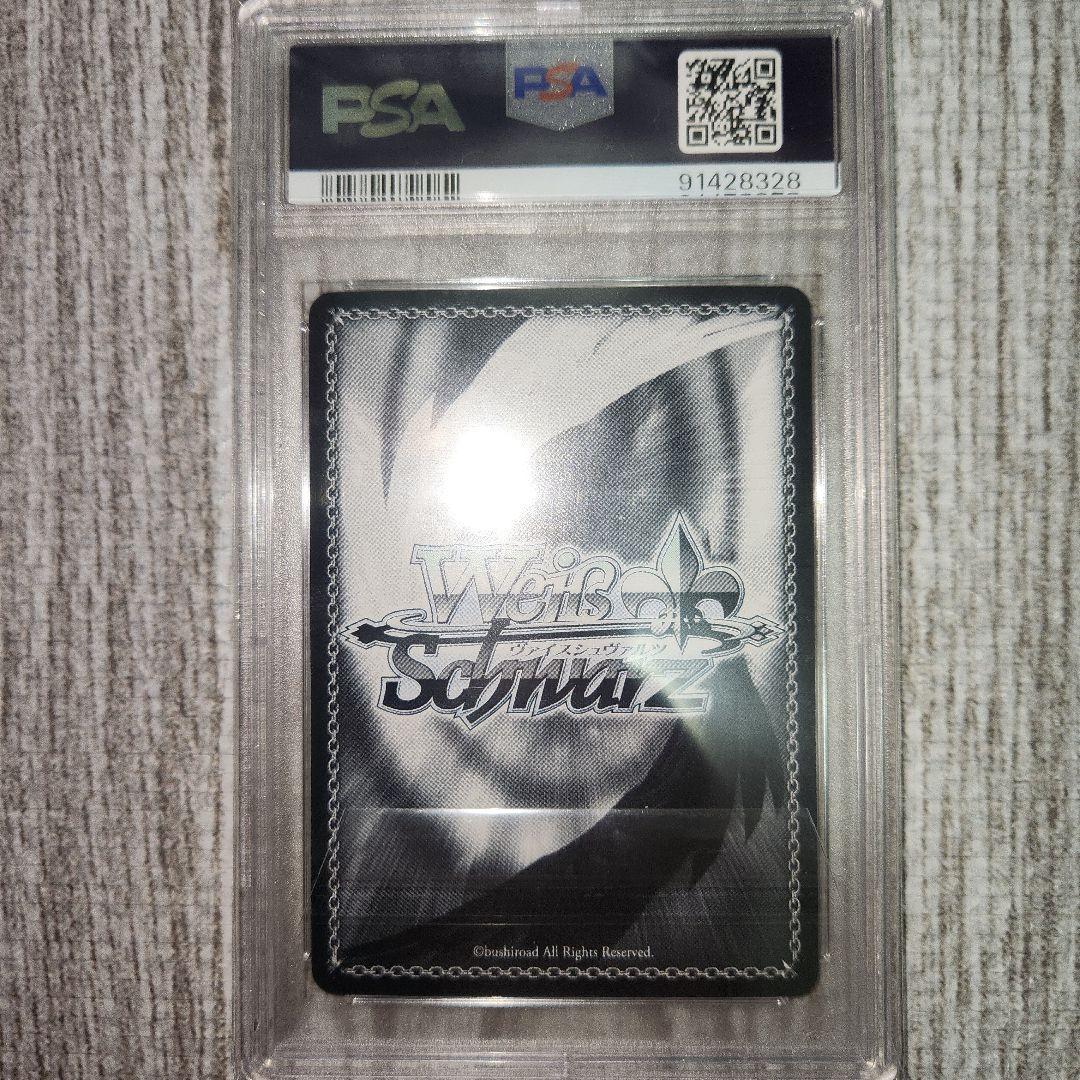 PSA
PSA
91428328
Weiß
ヴァイスシュヴァルツ
Schwarz
©bushiroad All Rights Reserved.